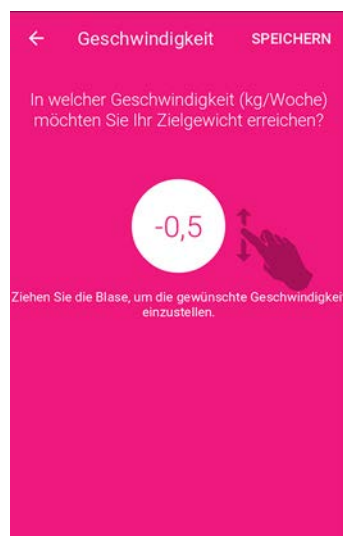 Geschwindigkeit SPEICHERN
In welcher Geschwindigkeit (kg/Woche)
möchten Sie Ihr Zielgewicht erreichen?
-0,5
Ziehen Sie die Blase, um die gewünschte Geschwindigkei
einzustellen.